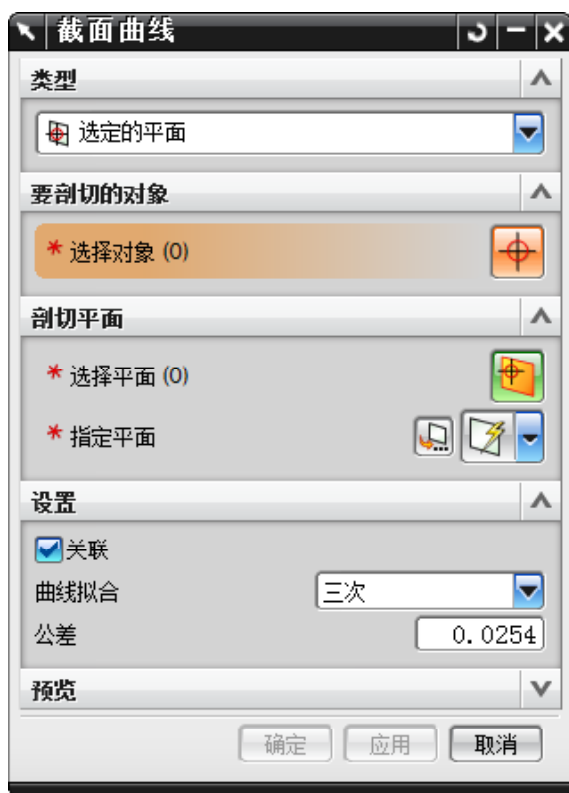 截面曲线
类型
选定的平面
要剖切的对象
* 选择对象 (0)
剖切平面
* 选择平面 (0)
* 指定平面
设置
关联
曲线拟合 三次
公差 0.0254
预览
确定 应用 取消